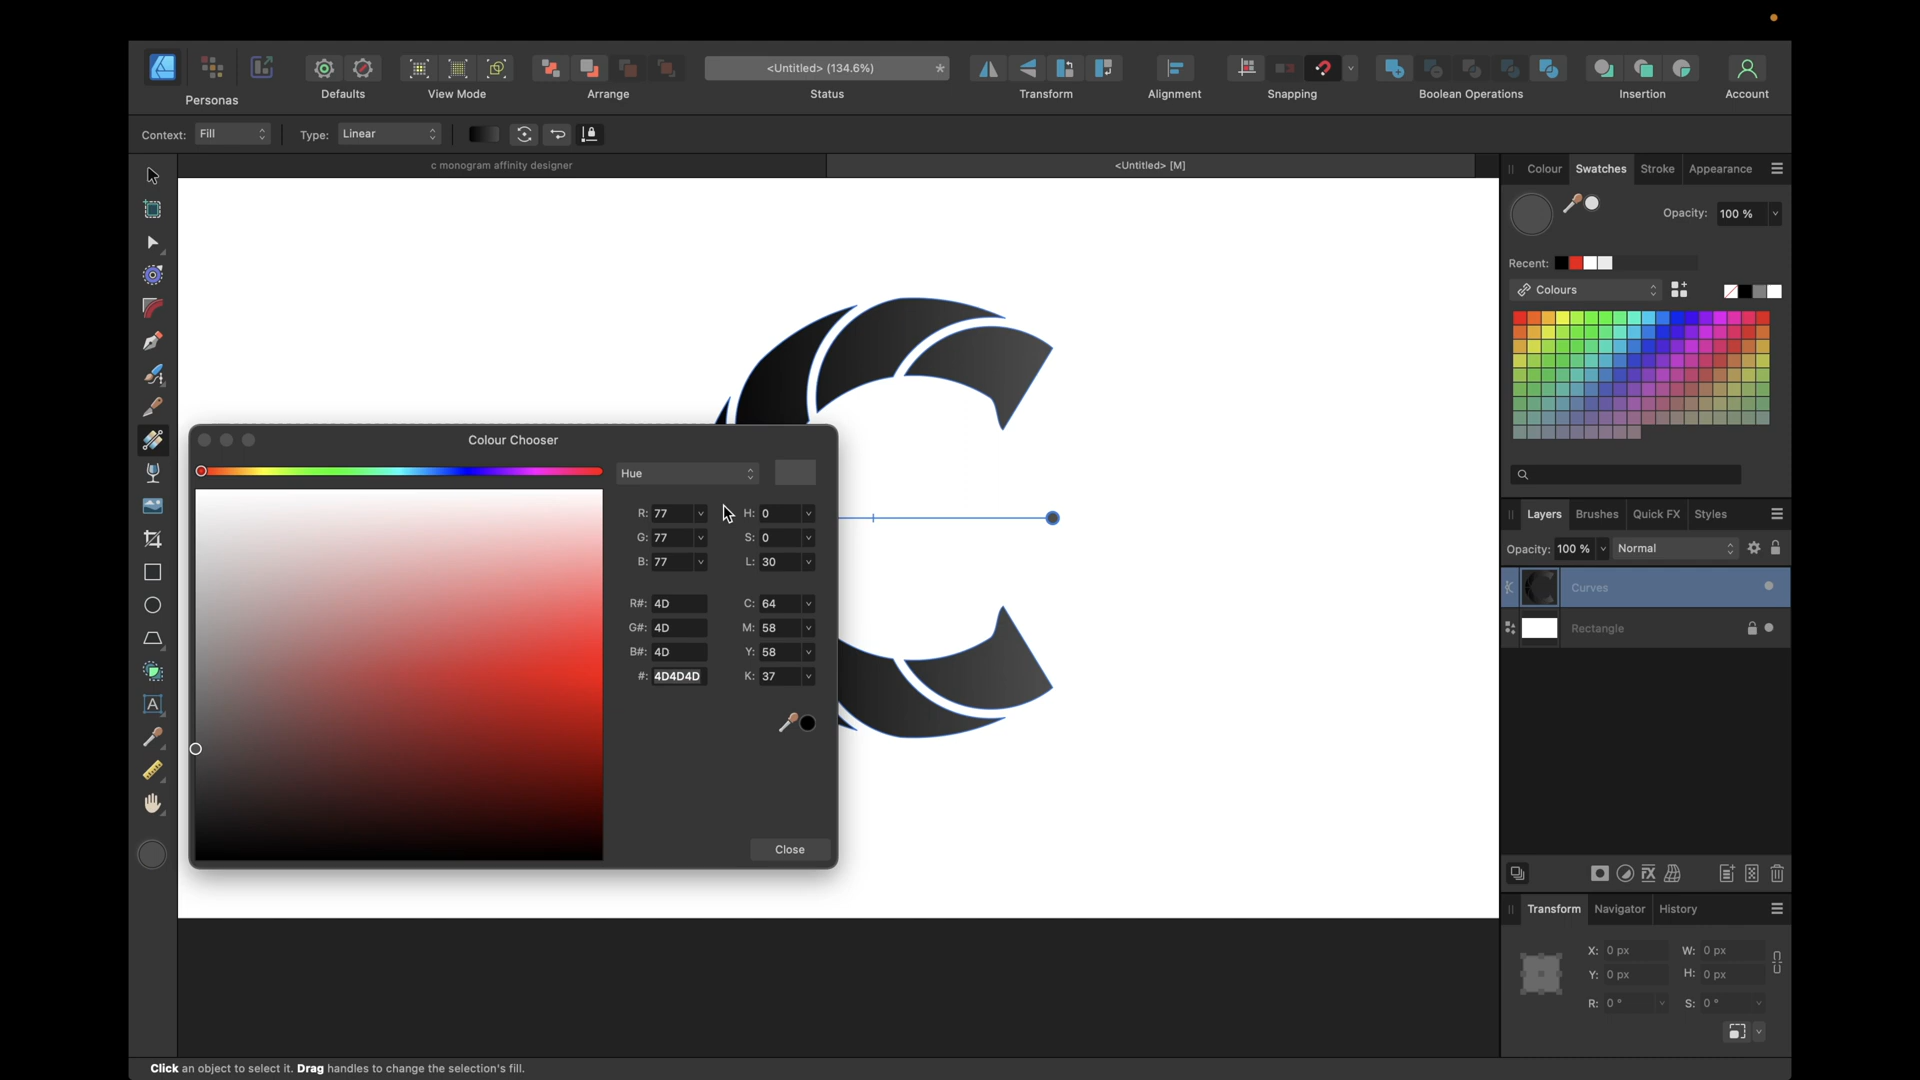 <Untitled> (134.6%)
*
Personas
Defaults
View Mode
Arrange
Status
Transform
Alignment
Snapping
Boolean Operations
Insertion
Account
Context: Fill
Type: Linear
c monogram affinity designer
<Untitled> [M]
Colour Swatches Stroke Appearance
Opacity: 100 %
Recent:
Colours
Colour Chooser
Hue
R: 77 H: 0
G: 77 S: 0
B: 77 L: 30
R#: 4D C: 64
G#: 4D M: 58
B#: 4D Y: 58
#: 4D4D4D K: 37
Close
A
Layers Brushes Quick FX Styles
Opacity: 100 % Normal
Curves
Rectangle
FX
Transform Navigator History
X: 0 px W: 0 px
Y: 0 px H: 0 px
R: 0 ° S: 0 °
Click an object to select it. Drag handles to change the selection's fill.